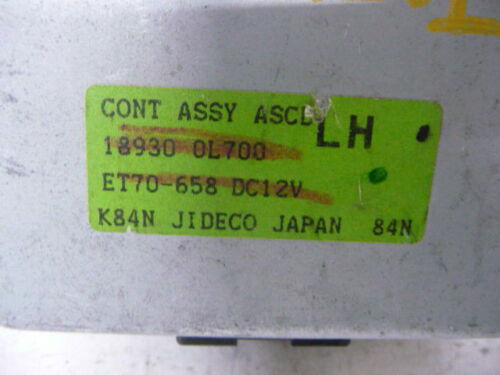 CONT ASSY ASCD
LH
18930 0L700
ET70-658 DC12V
K84N JIDECO JAPAN 84N